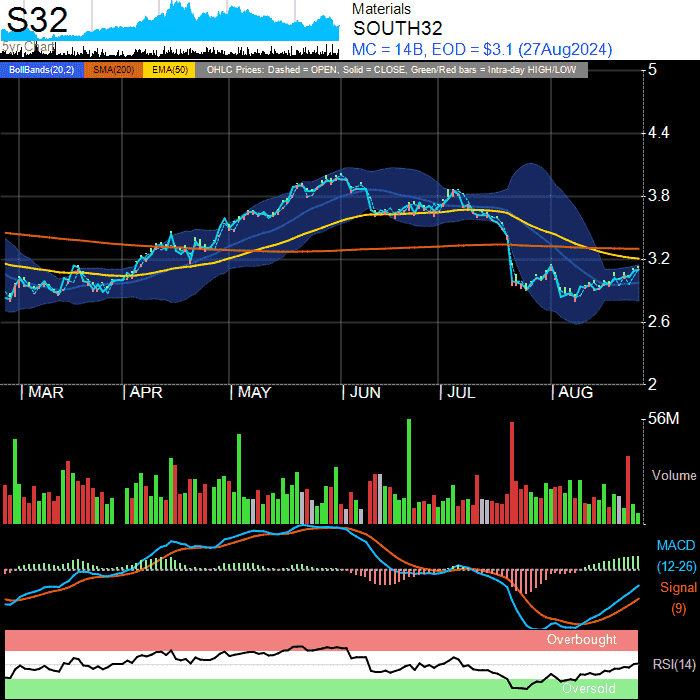 S32
5yr Chart
Materials
SOUTH32
MC = 14B, EOD = $3.1 (27Aug2024)
BollBands(20,2) SMA(200) EMA(50) OHLC Prices: Dashed = OPEN, Solid = CLOSE, Green/Red bars = Intra-day HIGH/LOW
5
4.4
3.8
3.2
2.6
2
| MAR | APR | MAY | JUN | JUL | AUG
56M
Volume
MACD
(12-26)
Signal
(9)
Overbought
RSI(14)
Oversold